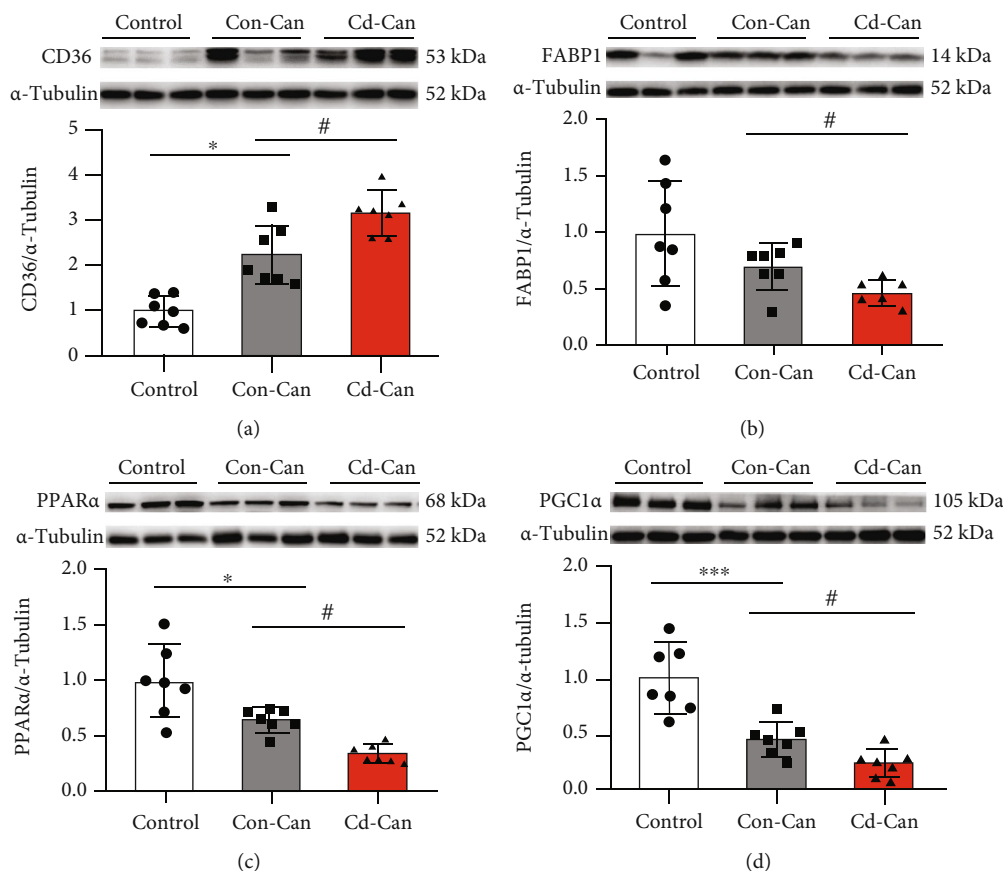 Control Con-Can Cd-Can
CD36 53 kDa
α-Tubulin 52 kDa
CD36/α-Tubulin
5
4
3
2
1
0
* #
Control Con-Can Cd-Can
(a)
Control Con-Can Cd-Can
FABP1 14 kDa
α-Tubulin 52 kDa
FABP1/α-Tubulin
2.0
1.5
1.0
0.5
0.0
#
Control Con-Can Cd-Can
(b)
Control Con-Can Cd-Can
PPARα 68 kDa
α-Tubulin 52 kDa
PPARα/α-Tubulin
2.0
1.5
1.0
0.5
0.0
* #
Control Con-Can Cd-Can
(c)
Control Con-Can Cd-Can
PGC1α 105 kDa
α-Tubulin 52 kDa
PGC1α/α-tubulin
2.0
1.5
1.0
0.5
0.0
*** #
Control Con-Can Cd-Can
(d)